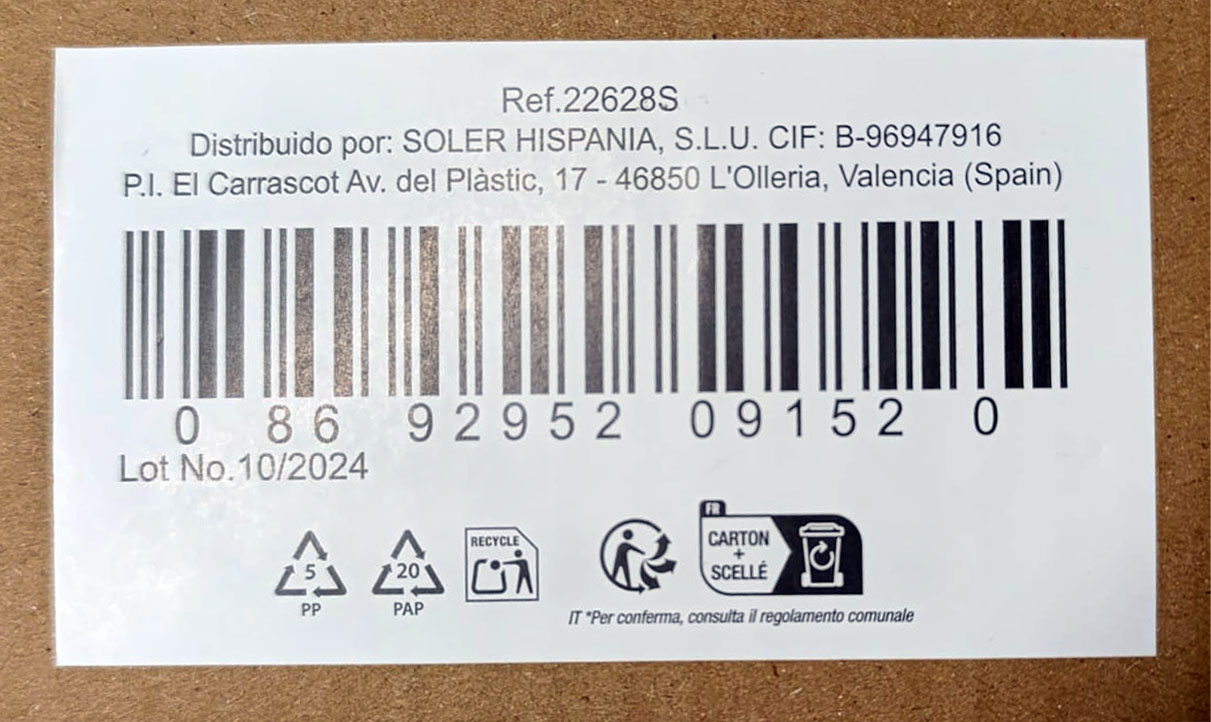 Ref.22628S
Distribuido por: SOLER HISPANIA, S.L.U. CIF: B-96947916
P.I. El Carrascot Av. del Plàstic, 17 - 46850 L'Olleria, Valencia (Spain)
0 86 92952 09152 0
Lot No.10/2024
5
PP
20
PAP
RECYCLE
FR
CARTON
+
SCELLÉ
IT *Per conferma, consulta il regolamento comunale